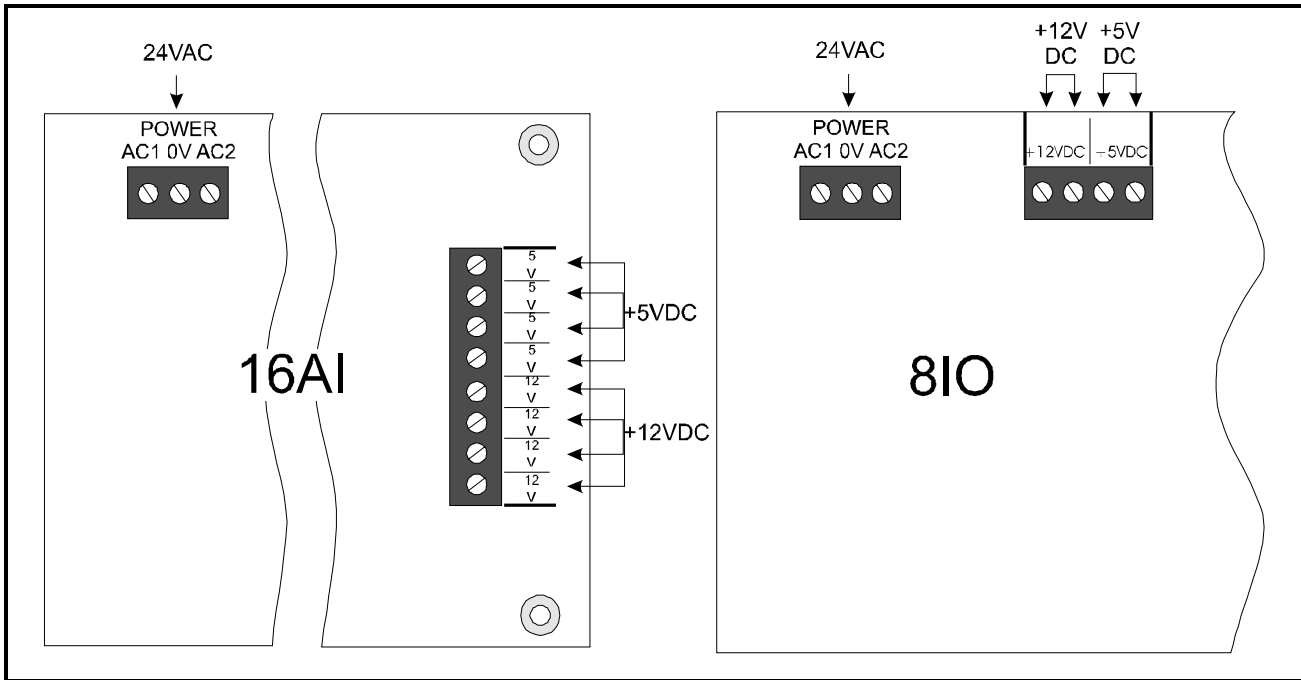 24VAC
POWER
AC1 0V AC2
5
V
5
V
5
V
5
V
12
V
12
V
12
V
12
V
+5VDC
+12VDC
16AI
24VAC
POWER
AC1 0V AC2
+12V
DC
+5V
DC
+12VDC
+5VDC
8IO